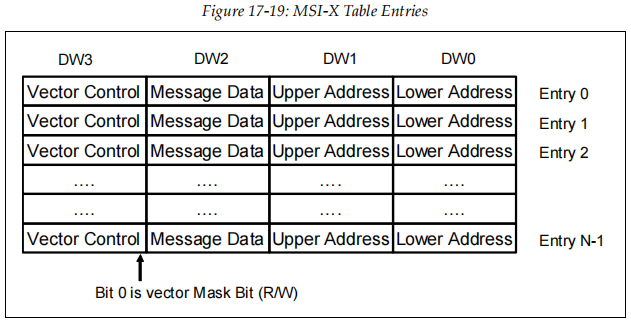 Figure 17-19: MSI-X Table Entries
DW3 DW2 DW1 DW0
Vector Control Message Data Upper Address Lower Address Entry 0
Vector Control Message Data Upper Address Lower Address Entry 1
Vector Control Message Data Upper Address Lower Address Entry 2
.... .... .... ....
.... .... .... ....
Vector Control Message Data Upper Address Lower Address Entry N-1
Bit 0 is vector Mask Bit (R/W)